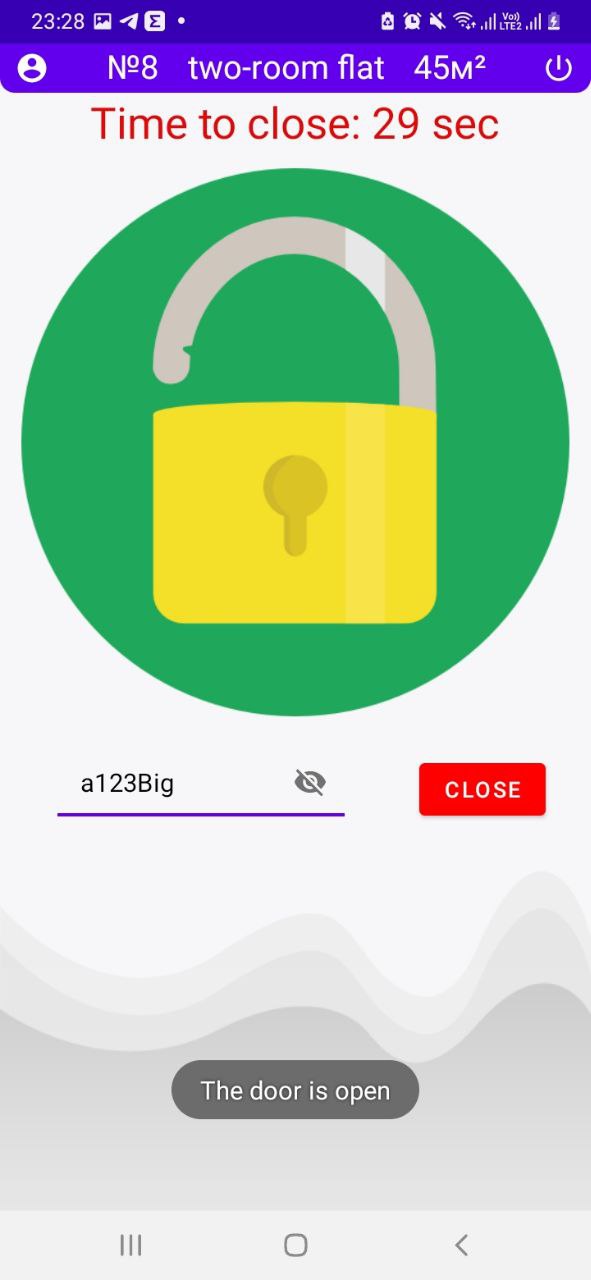 23:28 Vo)) LTE2
№8 two-room flat 45м²
Time to close: 29 sec
a123Big
CLOSE
The door is open